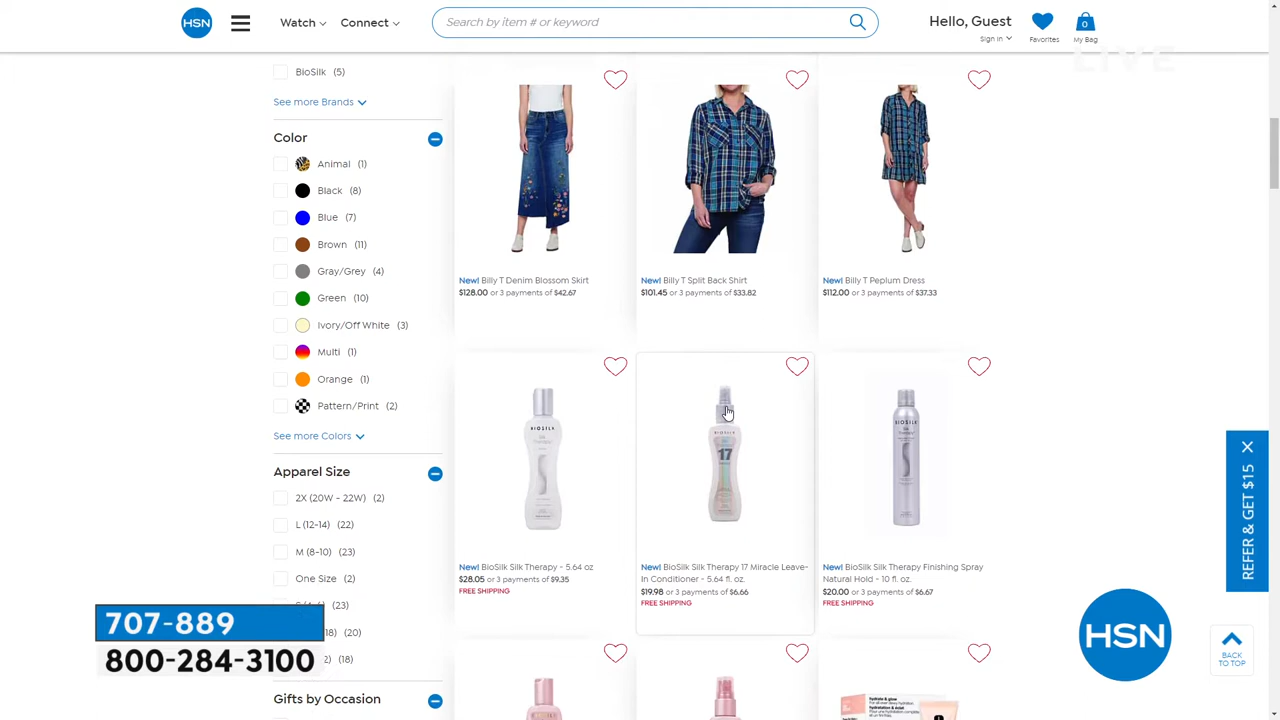 HSN
Watch
Connect
Search by item # or keyword
Hello, Guest
Sign in
Favorites
0
My Bag
LIVE
BioSilk (5)
See more Brands
Color
Animal (1)
Black (8)
Blue (7)
Brown (11)
Gray/Grey (4)
Green (10)
Ivory/Off White (3)
Multi (1)
Orange (1)
Pattern/Print (2)
See more Colors
Apparel Size
2X (20W - 22W) (2)
L (12-14) (22)
M (8-10) (23)
One Size (2)
(23)
(20)
(18)
Gifts by Occasion
New! Billy T Denim Blossom Skirt
$128.00 or 3 payments of $42.67
New! Billy T Split Back Shirt
$101.45 or 3 payments of $33.82
New! Billy T Peplum Dress
$112.00 or 3 payments of $37.33
BIOSILK
BIOSILK
17
BIOSILK
New! BioSilk Silk Therapy - 5.64 oz
$28.05 or 3 payments of $9.35
FREE SHIPPING
New! BioSilk Silk Therapy 17 Miracle Leave-
In Conditioner - 5.64 fl. oz.
$19.98 or 3 payments of $6.66
FREE SHIPPING
New! BioSilk Silk Therapy Finishing Spray
Natural Hold - 10 fl. oz.
$20.00 or 3 payments of $6.67
FREE SHIPPING
REFER & GET $15
HSN
BACK
TO TOP
707-889
800-284-3100